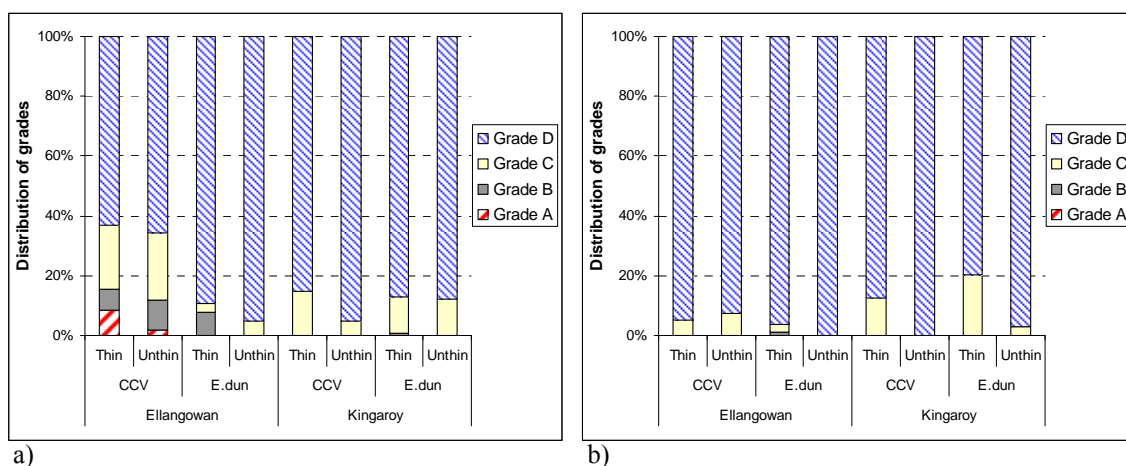 Distribution of grades
100%
80%
60%
40%
20%
0%
Thin Unthin Thin Unthin Thin Unthin Thin Unthin
CCV E.dun CCV E.dun
Ellangowan Kingaroy
Grade D
Grade C
Grade B
Grade A
a)
Distribution of grades
100%
80%
60%
40%
20%
0%
Thin Unthin Thin Unthin Thin Unthin Thin Unthin
CCV E.dun CCV E.dun
Ellangowan Kingaroy
Grade D
Grade C
Grade B
Grade A
b)